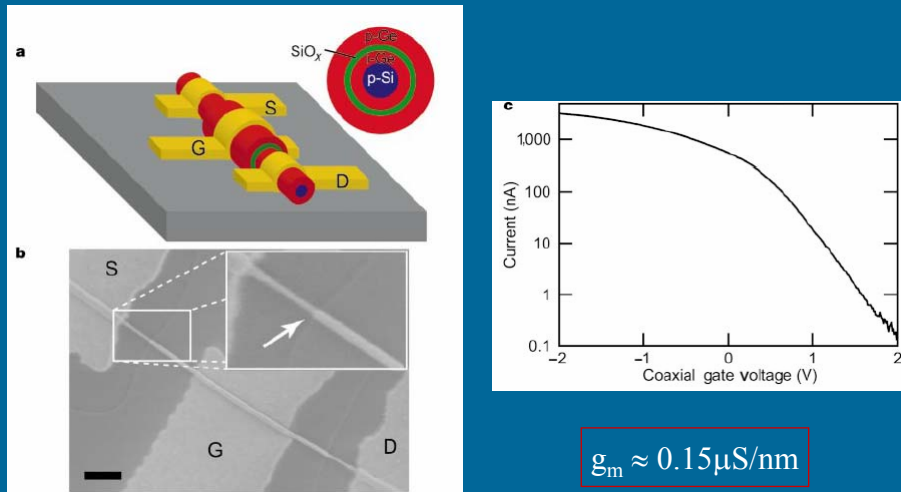 a
SiOₓ
p-Ge
i-Ge
p-Si
S
G
D
b
S
G
D
c
Current (nA)
1,000
100
10
1
0.1
-2
-1
0
1
2
Coaxial gate voltage (V)
gₘ ≈ 0.15μS/nm